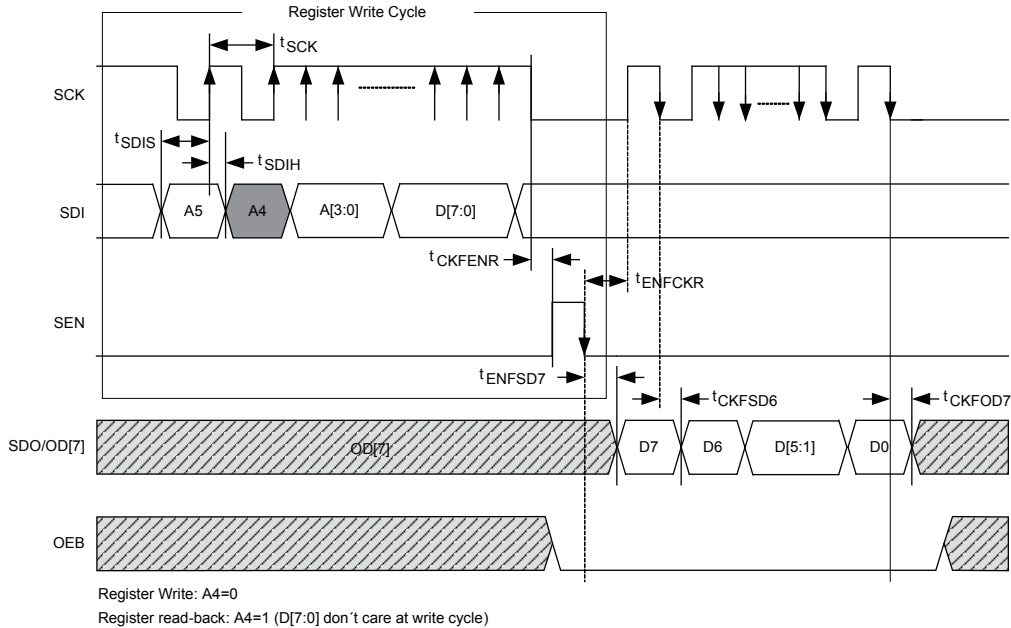 Register Write Cycle
tSCK
SCK
tSDIS
tSDIH
SDI
A5
A4
A[3:0]
D[7:0]
tCKFENR
tENFCKR
SEN
tENFSD7
tCKFSD6
tCKFOD7
SDO/OD[7]
OD[7]
D7
D6
D[5:1]
D0
OEB
Register Write: A4=0
Register read-back: A4=1 (D[7:0] don´t care at write cycle)